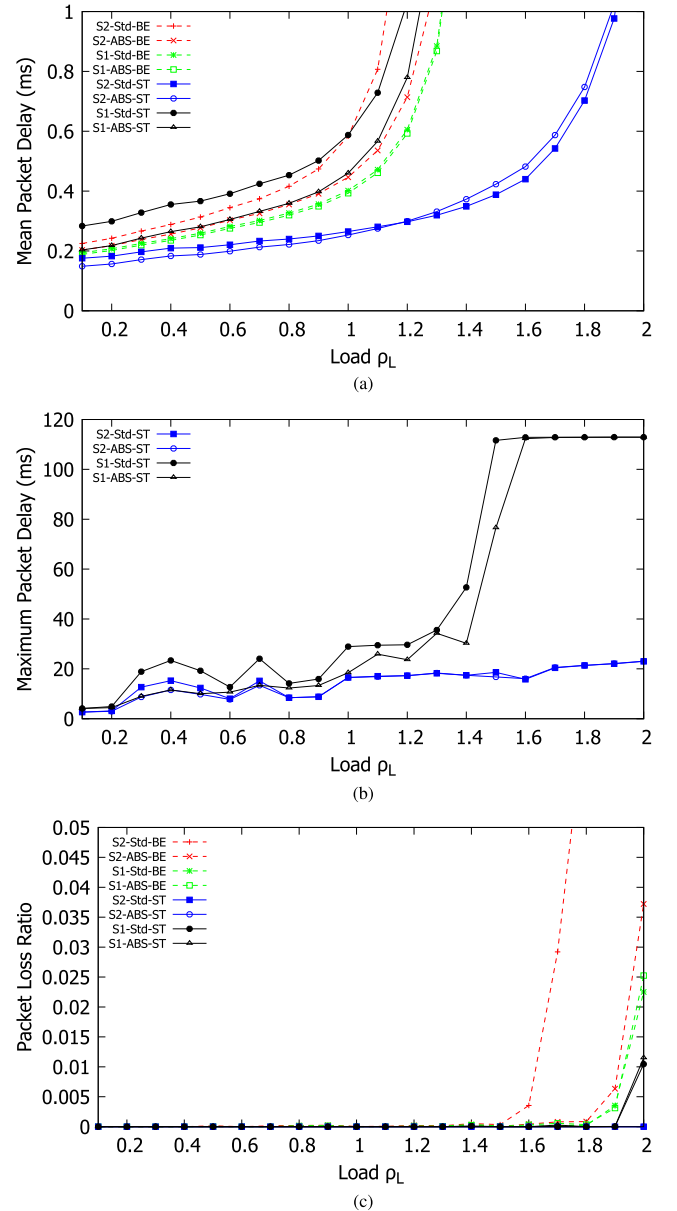 S2-Std-BE
S2-ABS-BE
S1-Std-BE
S1-ABS-BE
S2-Std-ST
S2-ABS-ST
S1-Std-ST
S1-ABS-ST
Mean Packet Delay (ms)
1
0.8
0.6
0.4
0.2
0
0.2 0.4 0.6 0.8 1 1.2 1.4 1.6 1.8 2
Load ρL
(a)
S2-Std-ST
S2-ABS-ST
S1-Std-ST
S1-ABS-ST
Maximum Packet Delay (ms)
120
100
80
60
40
20
0
0.2 0.4 0.6 0.8 1 1.2 1.4 1.6 1.8 2
Load ρL
(b)
S2-Std-BE
S2-ABS-BE
S1-Std-BE
S1-ABS-BE
S2-Std-ST
S2-ABS-ST
S1-Std-ST
S1-ABS-ST
Packet Loss Ratio
0.05
0.045
0.04
0.035
0.03
0.025
0.02
0.015
0.01
0.005
0
0.2 0.4 0.6 0.8 1 1.2 1.4 1.6 1.8 2
Load ρL
(c)